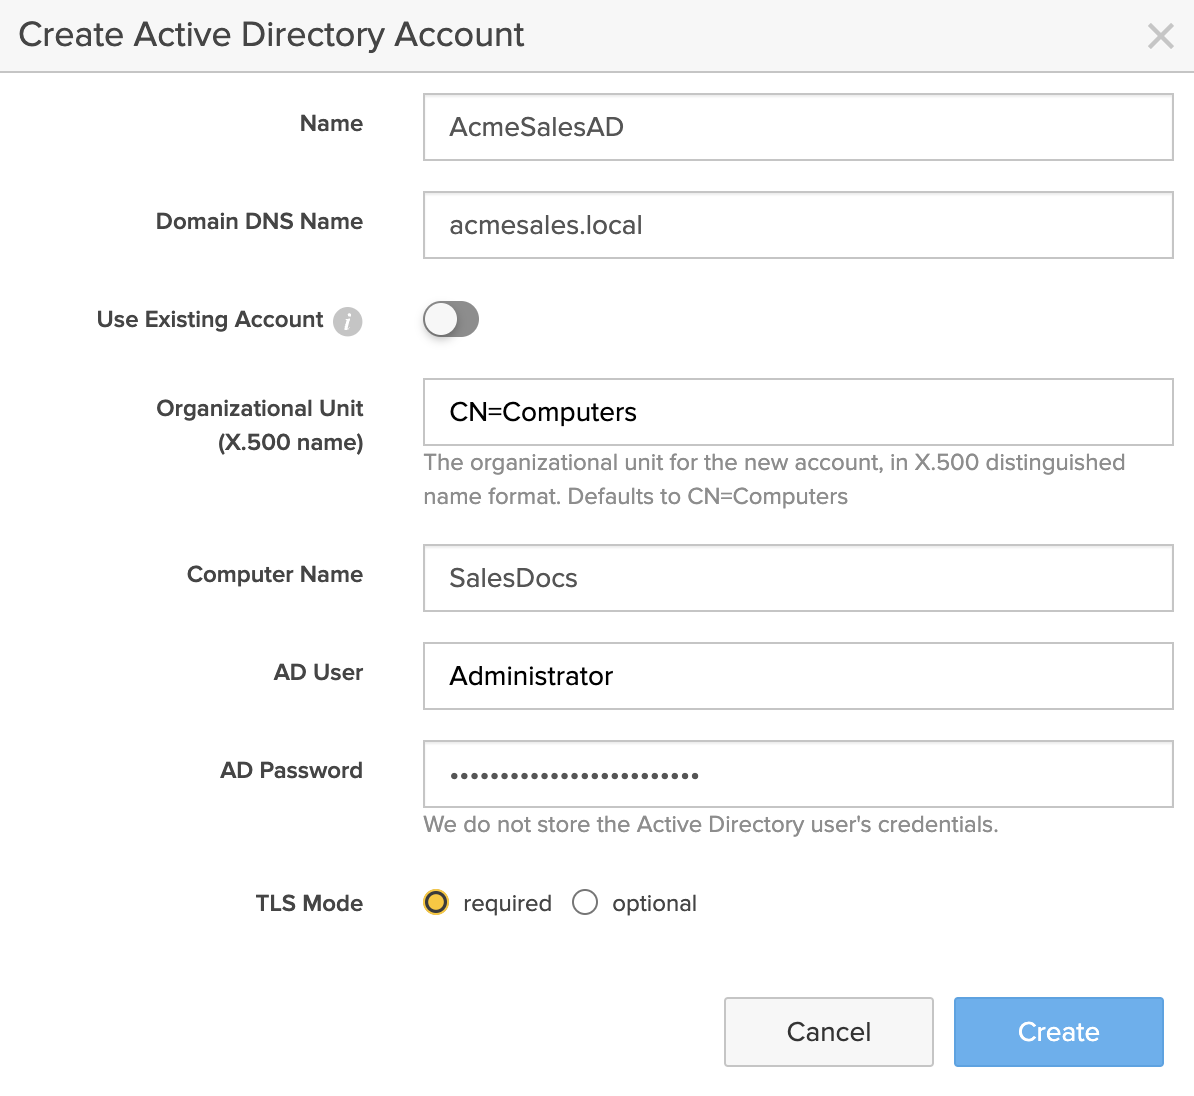 Create Active Directory Account
Name
AcmeSalesAD
Domain DNS Name
acmesales.local
Use Existing Account i
Organizational Unit
(X.500 name)
CN=Computers
The organizational unit for the new account, in X.500 distinguished
name format. Defaults to CN=Computers
Computer Name
SalesDocs
AD User
Administrator
AD Password
•••••••••••••••••••••••••
We do not store the Active Directory user's credentials.
TLS Mode
required optional
Cancel Create